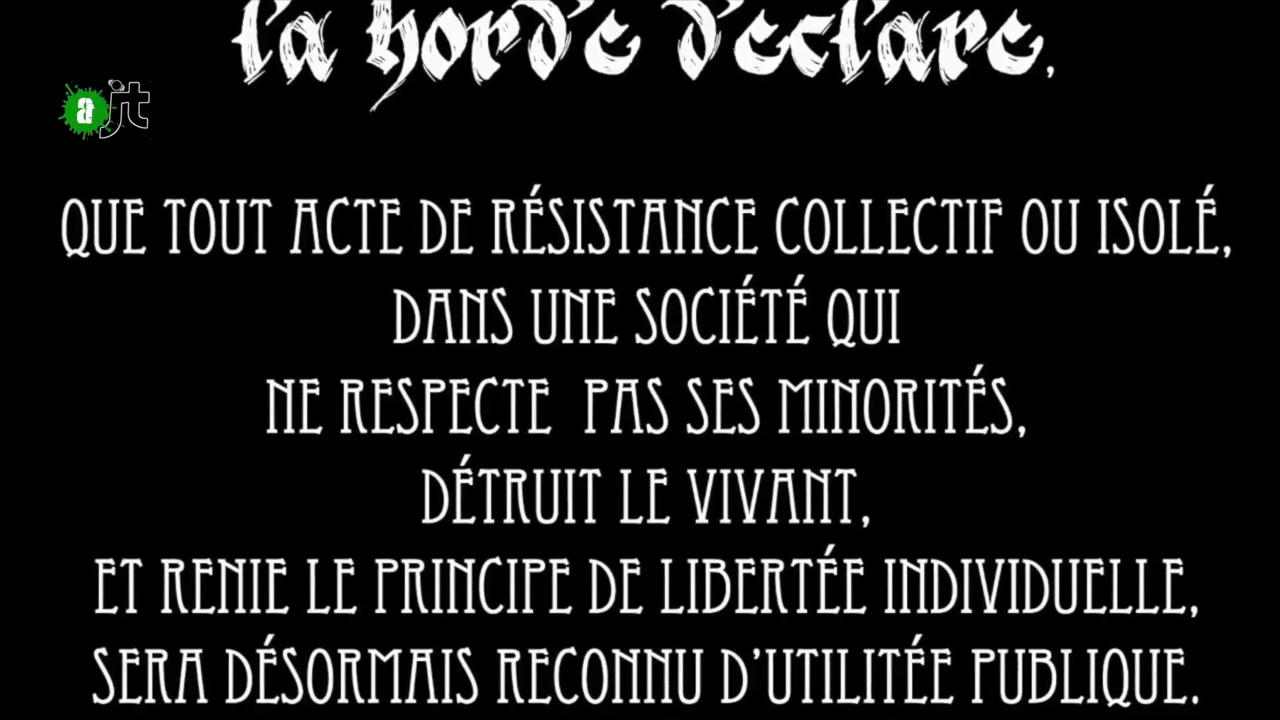 la horde déclare,
a jt
QUE TOUT ACTE DE RÉSISTANCE COLLECTIF OU ISOLÉ,
DANS UNE SOCIÉTÉ QUI
NE RESPECTE PAS SES MINORITÉS,
DÉTRUIT LE VIVANT,
ET RENIE LE PRINCIPE DE LIBERTÉE INDIVIDUELLE,
SERA DÉSORMAIS RECONNU D'UTILITÉE PUBLIQUE.